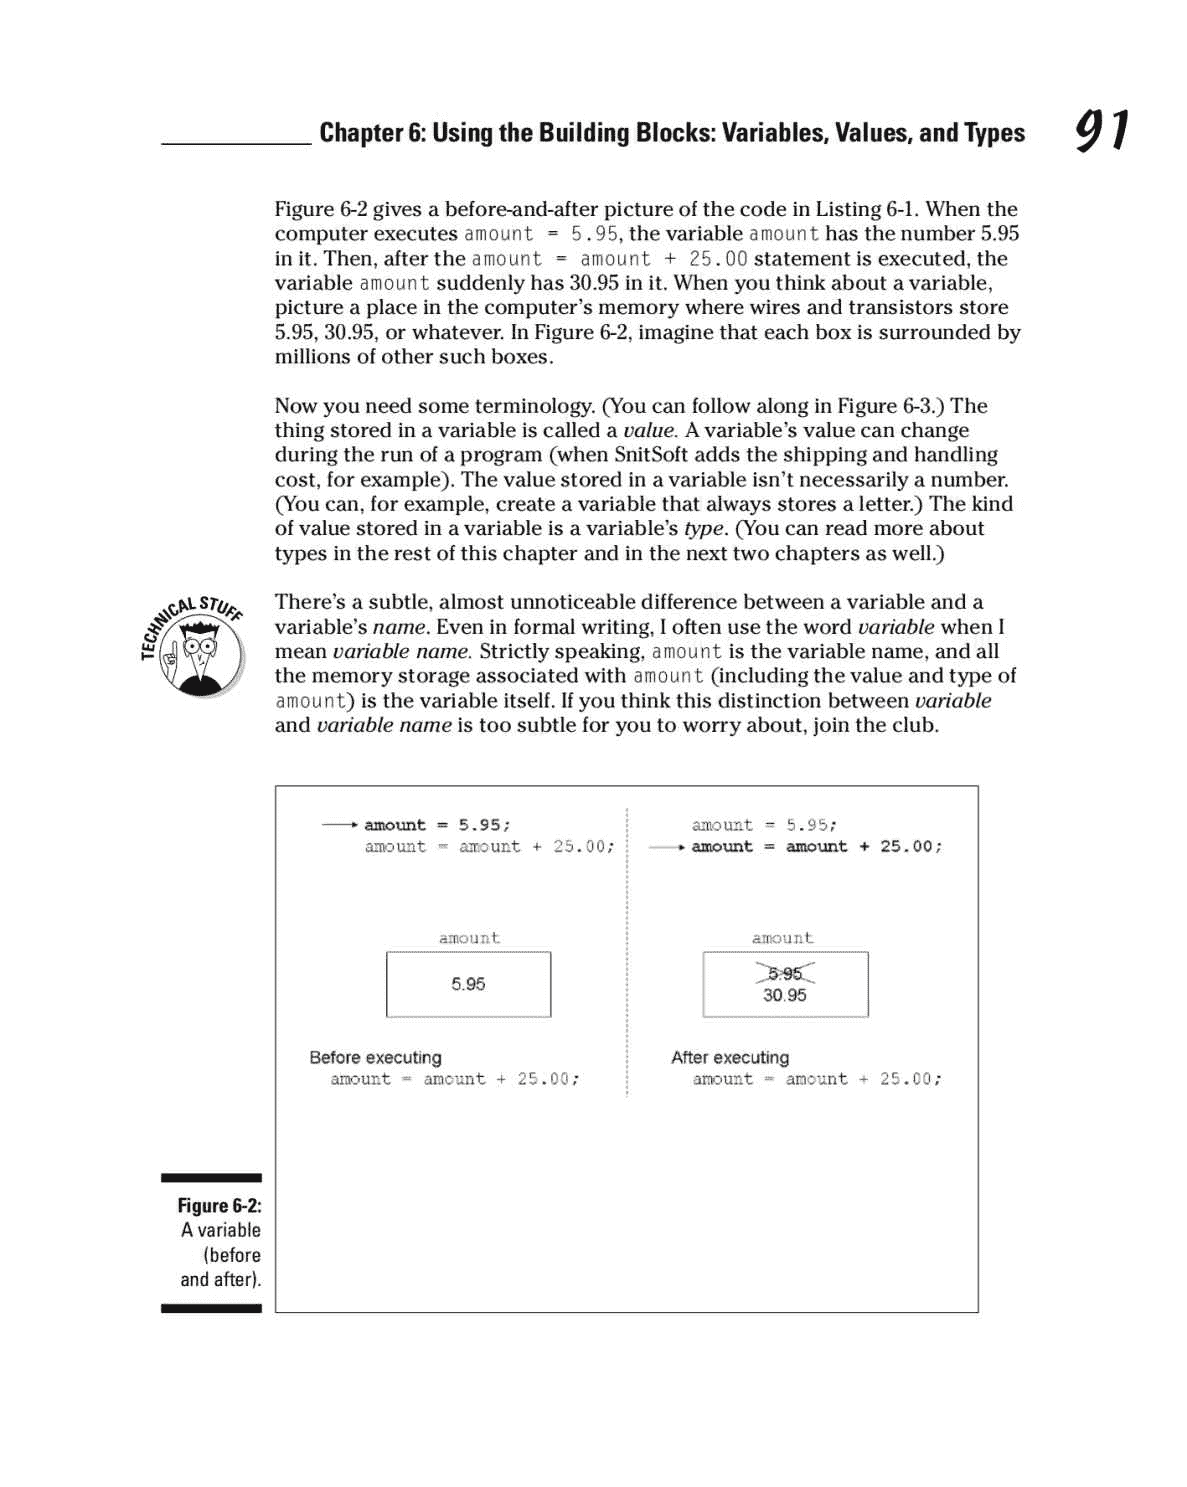 Chapter 6: Using the Building Blocks: Variables, Values, and Types 91
Figure 6-2 gives a before-and-after picture of the code in Listing 6-1. When the
computer executes amount = 5.95, the variable amount has the number 5.95
in it. Then, after the amount = amount + 25.00 statement is executed, the
variable amount suddenly has 30.95 in it. When you think about a variable,
picture a place in the computer’s memory where wires and transistors store
5.95, 30.95, or whatever. In Figure 6-2, imagine that each box is surrounded by
millions of other such boxes.
Now you need some terminology. (You can follow along in Figure 6-3.) The
thing stored in a variable is called a value. A variable’s value can change
during the run of a program (when SnitSoft adds the shipping and handling
cost, for example). The value stored in a variable isn’t necessarily a number.
(You can, for example, create a variable that always stores a letter.) The kind
of value stored in a variable is a variable’s type. (You can read more about
types in the rest of this chapter and in the next two chapters as well.)
TECHNICAL STUFF
There’s a subtle, almost unnoticeable difference between a variable and a
variable’s name. Even in formal writing, I often use the word variable when I
mean variable name. Strictly speaking, amount is the variable name, and all
the memory storage associated with amount (including the value and type of
amount) is the variable itself. If you think this distinction between variable
and variable name is too subtle for you to worry about, join the club.
amount = 5.95;
amount = amount + 25.00;
amount
5.95
Before executing
amount = amount + 25.00;
amount = 5.95;
amount = amount + 25.00;
amount
5.95
30.95
After executing
amount = amount + 25.00;
Figure 6-2:
A variable
(before
and after).